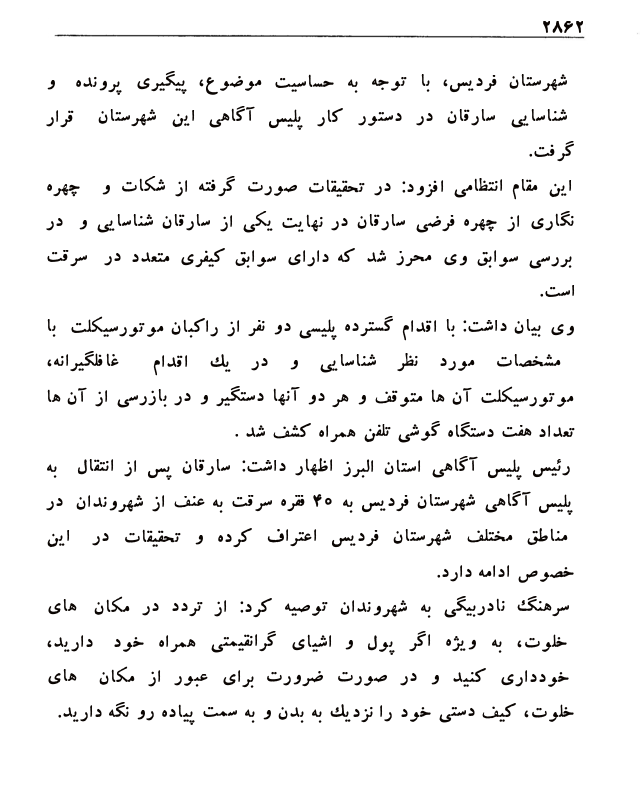 ۲۸۶۲
شهرستان فردیس، با توجه به حساسیت موضوع، پیگیری پرونده و
شناسایی سارقان در دستور کار پلیس آگاهی این شهرستان قرار
گرفت.
این مقام انتظامی افزود: در تحقیقات صورت گرفته از شکات و چهره
نگاری از چهره فرضی سارقان در نهایت یکی از سارقان شناسایی و در
بررسی سوابق وی محرز شد که دارای سوابق کیفری متعدد در سرقت
است.
وی بیان داشت: با اقدام گسترده پلیسی دو نفر از راکبان موتورسیکلت با
مشخصات مورد نظر شناسایی و در یك اقدام غافلگیرانه،
موتورسیکلت آن ها متوقف و هر دو آنها دستگیر و در بازرسی از آن ها
تعداد هفت دستگاه گوشی تلفن همراه کشف شد .
رئیس پلیس آگاهی استان البرز اظهار داشت: سارقان پس از انتقال به
پلیس آگاهی شهرستان فردیس به ۴۰ فقره سرقت به عنف از شهروندان در
مناطق مختلف شهرستان فردیس اعتراف کرده و تحقیقات در این
خصوص ادامه دارد.
سرهنگ نادربیگی به شهروندان توصیه کرد: از تردد در مکان های
خلوت، به ویژه اگر پول و اشیای گرانقیمتی همراه خود دارید،
خودداری کنید و در صورت ضرورت برای عبور از مکان های
خلوت، کیف دستی خود را نزدیك به بدن و به سمت پیاده رو نگه دارید.